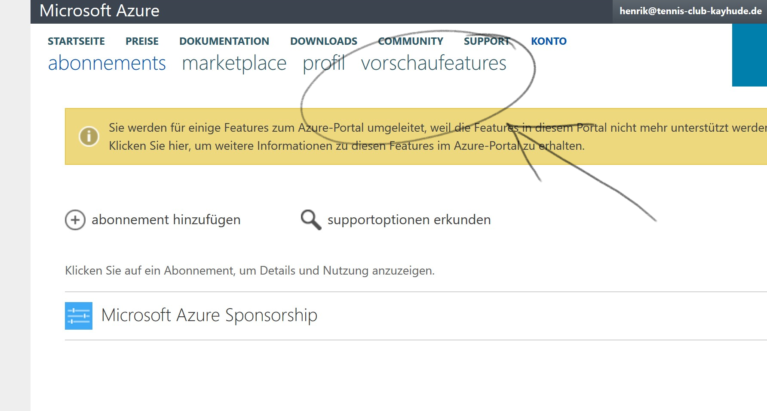 Microsoft Azure
henrik@tennis-club-kayhude.de
STARTSEITE PREISE DOKUMENTATION DOWNLOADS COMMUNITY SUPPORT KONTO
abonnements marketplace profil vorschaufeatures
Sie werden für einige Features zum Azure-Portal umgeleitet, weil die Features in diesem Portal nicht mehr unterstützt werde
Klicken Sie hier, um weitere Informationen zu diesen Features im Azure-Portal zu erhalten.
abonnement hinzufügen
supportoptionen erkunden
Klicken Sie auf ein Abonnement, um Details und Nutzung anzuzeigen.
Microsoft Azure Sponsorship